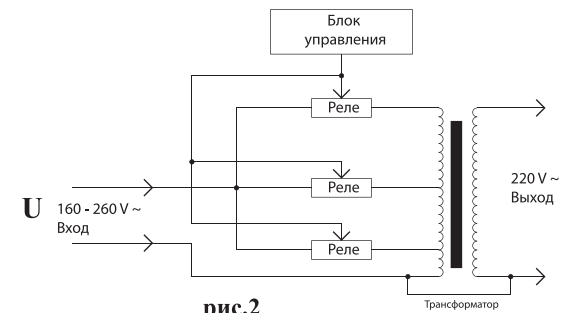 Блок
управления
Реле
Реле
Реле
U
160 - 260 V ~
Вход
220 V ~
Выход
Трансформатор
рис.2